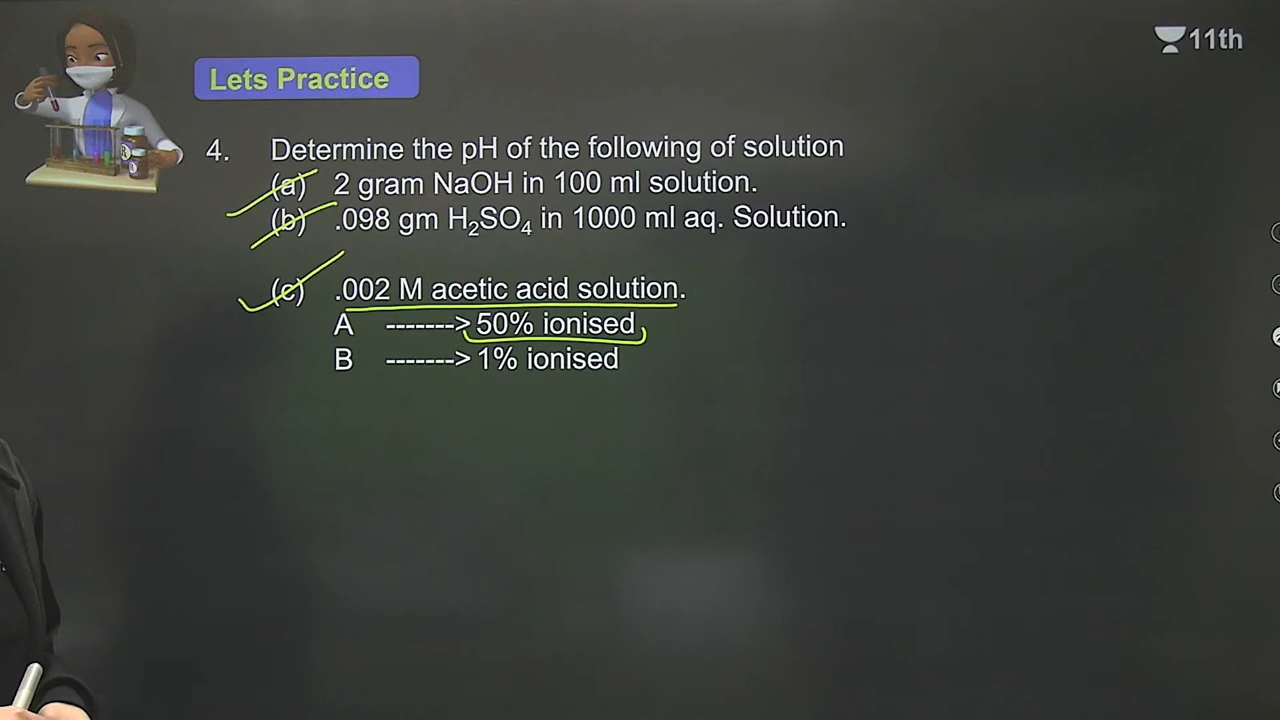 11th
Lets Practice
4. Determine the pH of the following of solution
(a) 2 gram NaOH in 100 ml solution.
(b) .098 gm H₂SO₄ in 1000 ml aq. Solution.
(c) .002 M acetic acid solution.
A -------> 50% ionised
B -------> 1% ionised